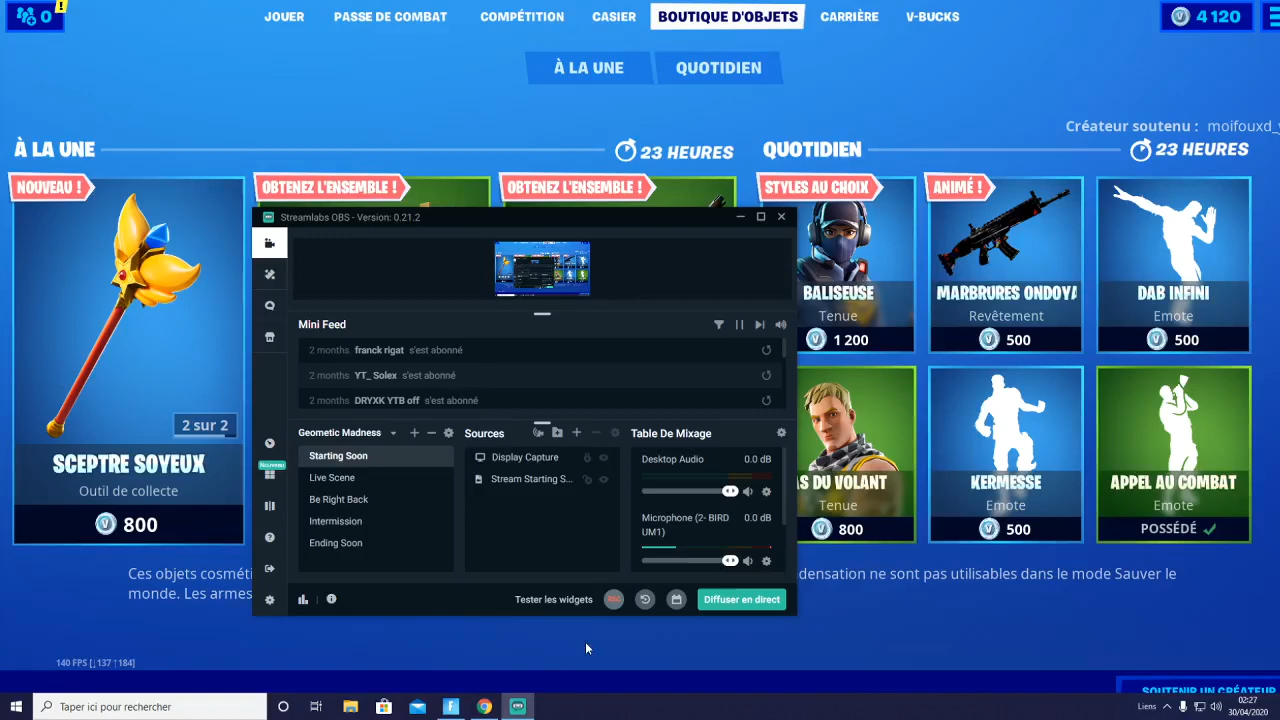 0
!
JOUER
PASSE DE COMBAT
COMPÉTITION
CASIER
BOUTIQUE D'OBJETS
CARRIÈRE
V-BUCKS
4 120
À LA UNE
QUOTIDIEN
Créateur soutenu : moifouxd_
À LA UNE
23 HEURES
QUOTIDIEN
23 HEURES
NOUVEAU !
OBTENEZ L'ENSEMBLE !
OBTENEZ L'ENSEMBLE !
STYLES AU CHOIX
ANIMÉ !
2 sur 2
SCEPTRE SOYEUX
Outil de collecte
800
BALISEUSE
Tenue
1 200
MARBRURES ONDOYA
Revêtement
500
DAB INFINI
Emote
500
AS DU VOLANT
Tenue
800
KERMESSE
Emote
500
APPEL AU COMBAT
Emote
POSSÉDÉ
Streamlabs OBS - Version: 0.21.2
Mini Feed
2 months franck rigat s'est abonné
2 months YT_ Solex s'est abonné
2 months DRYXK YTB off s'est abonné
Nouveau
Geometic Madness
Starting Soon
Live Scene
Be Right Back
Intermission
Ending Soon
Sources
Display Capture
Stream Starting S...
Table De Mixage
Desktop Audio 0.0 dB
Microphone (2- BIRD 0.0 dB
UM1)
Tester les widgets
REC
Diffuser en direct
Ces objets cosméti
densation ne sont pas utilisables dans le mode Sauver le
monde. Les armes
140 FPS [↓137 ↑184]
SOUTENIR UN CRÉATEUR
Taper ici pour rechercher
Liens
02:27
30/04/2020